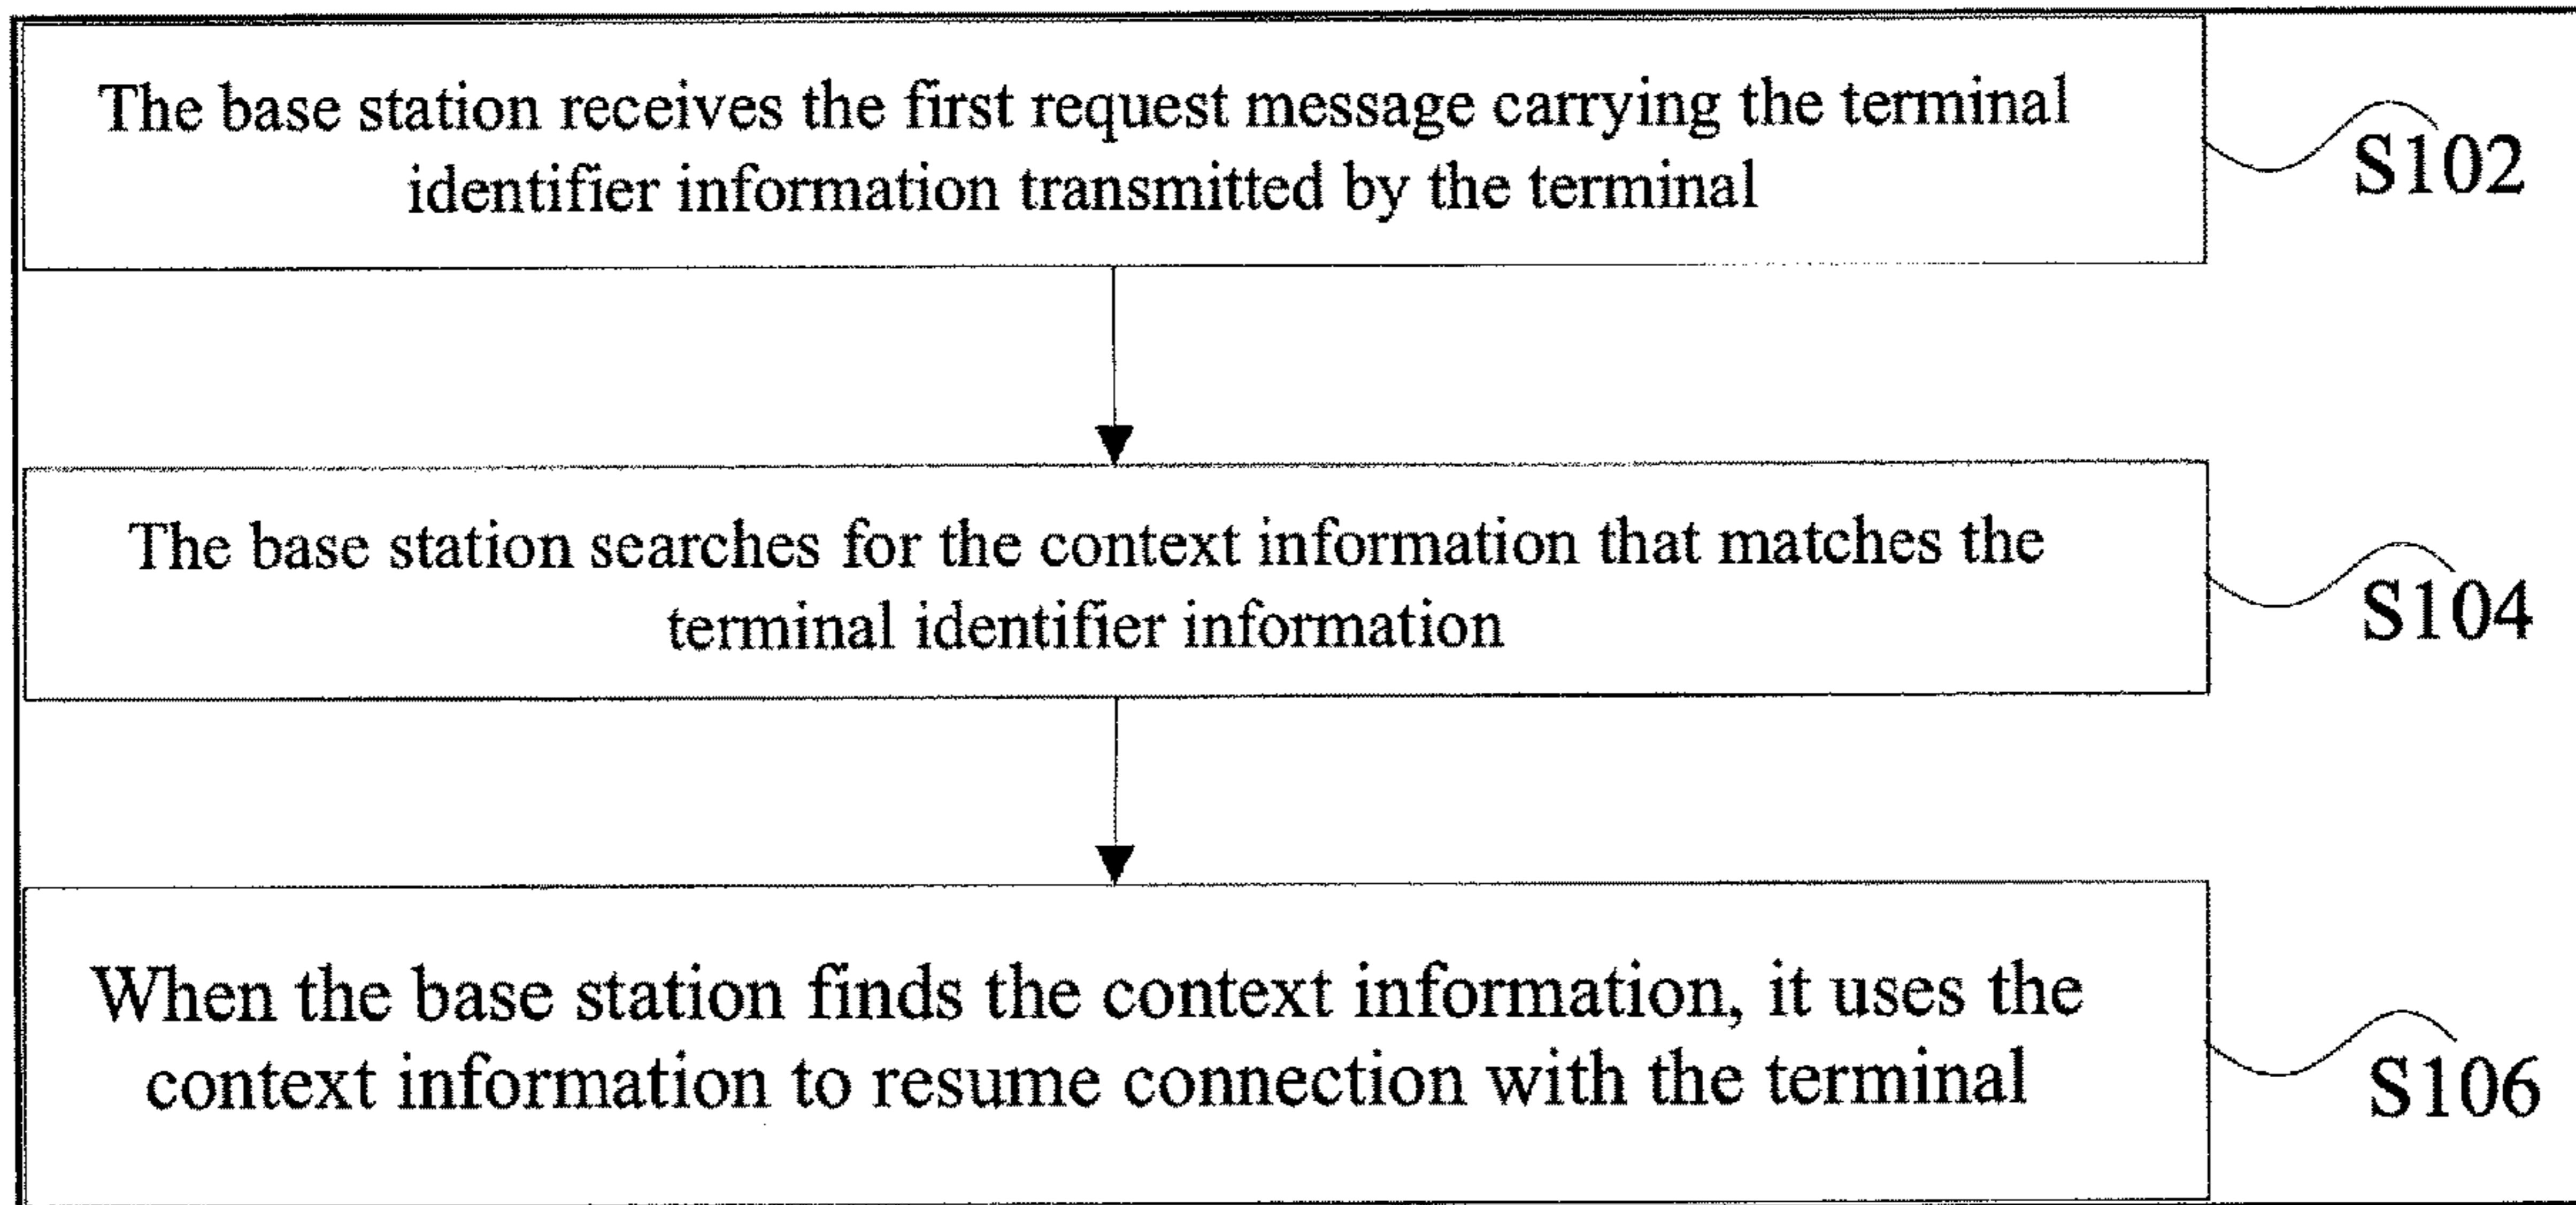 The base station receives the first request message carrying the terminal
identifier information transmitted by the terminal
S102
The base station searches for the context information that matches the
terminal identifier information
S104
When the base station finds the context information, it uses the
context information to resume connection with the terminal
S106